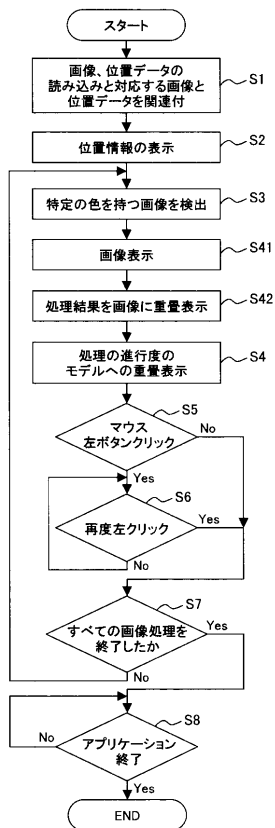 スタート
画像、位置データの
読み込みと対応する画像と
位置データを関連付
S1
位置情報の表示
S2
特定の色を持つ画像を検出
S3
画像表示
S41
処理結果を画像に重畳表示
S42
処理の進行度の
モデルへの重畳表示
S4
マウス
左ボタンクリック
S5
No
Yes
再度左クリック
S6
Yes
No
すべての画像処理を
終了したか
S7
Yes
No
アプリケーション
終了
S8
No
Yes
END